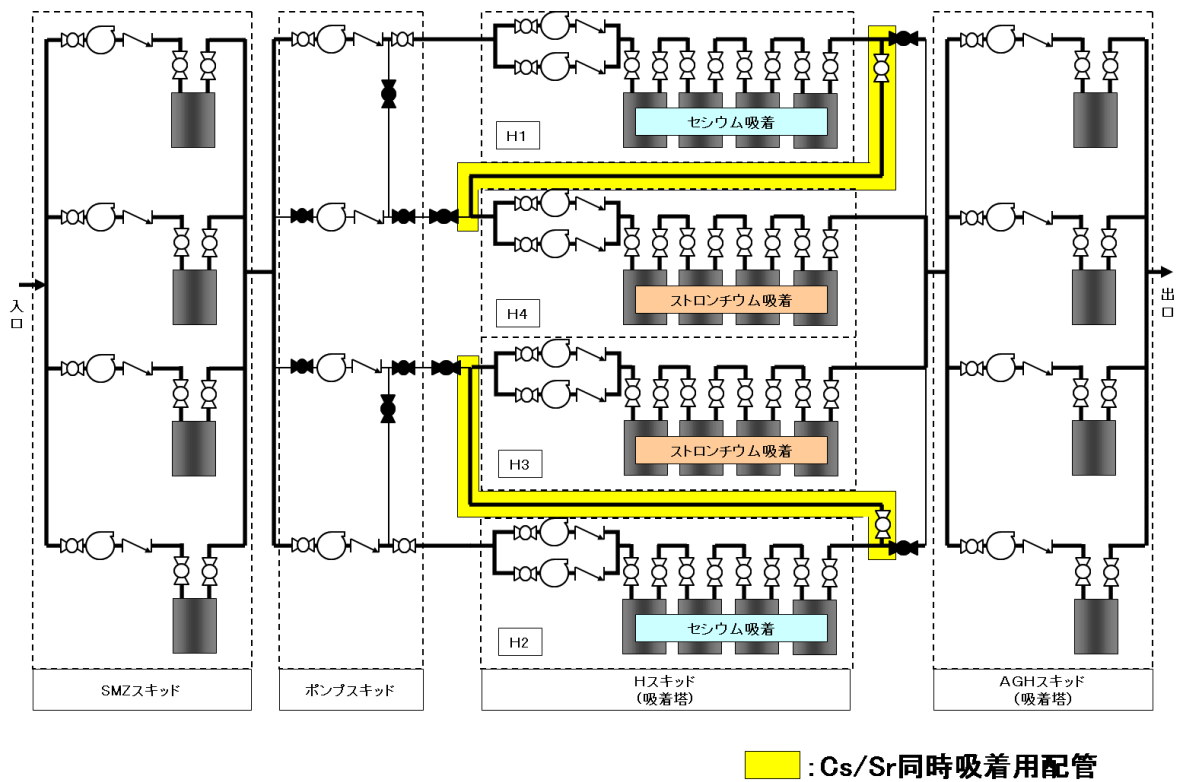 入口
H1
セシウム吸着
H4
ストロンチウム吸着
H3
ストロンチウム吸着
H2
セシウム吸着
出口
SMZスキッド
ポンプスキッド
Hスキッド
(吸着塔)
AGHスキッド
(吸着塔)
:Cs/Sr同時吸着用配管